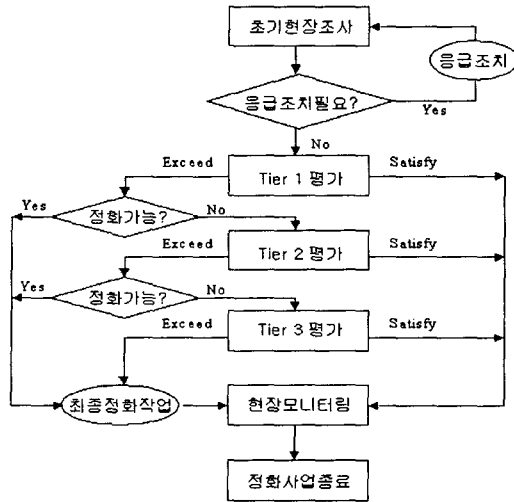 초기현장조사
응급조치
응급조치필요?
Yes
No
Exceed
Tier 1 평가
Satisfy
Yes
정화가능?
No
Exceed
Tier 2 평가
Satisfy
Yes
정화가능?
No
Exceed
Tier 3 평가
Satisfy
최종정화작업
현장모니터링
정화사업종료